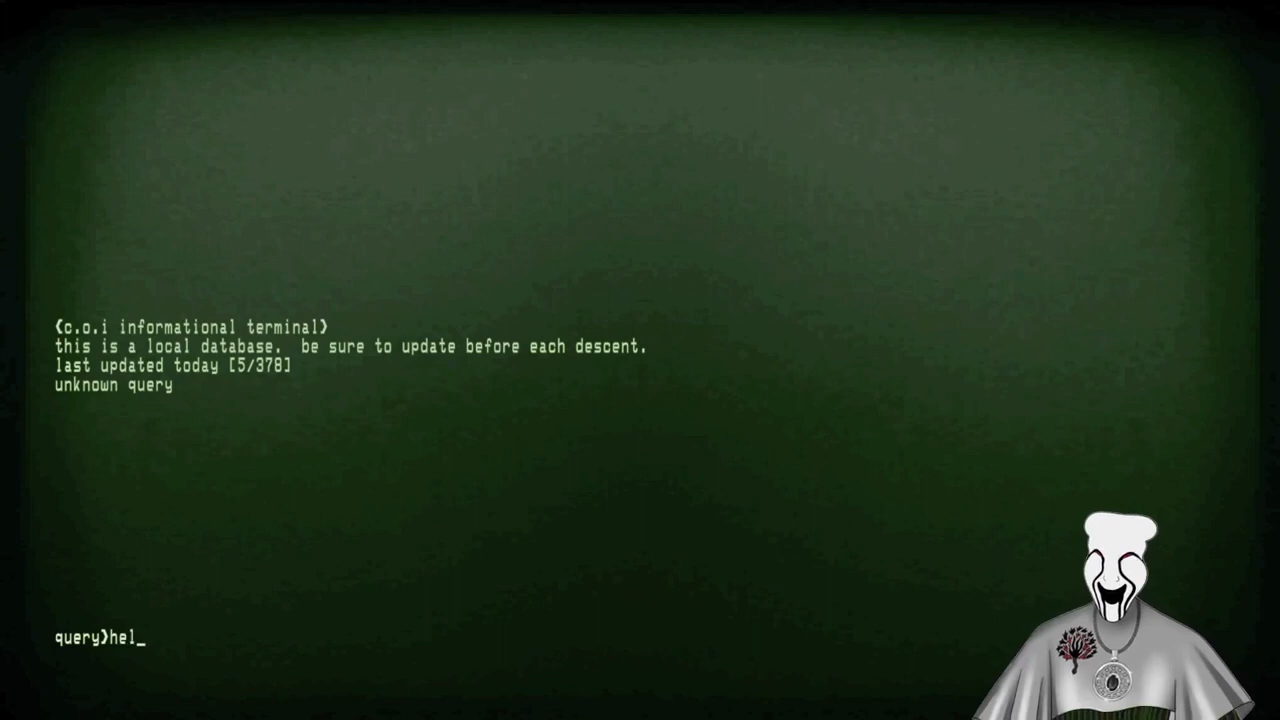 {c.o.i informational terminal}
this is a local database.  be sure to update before each descent.
last updated today [5/378]
unknown query
query}hel_